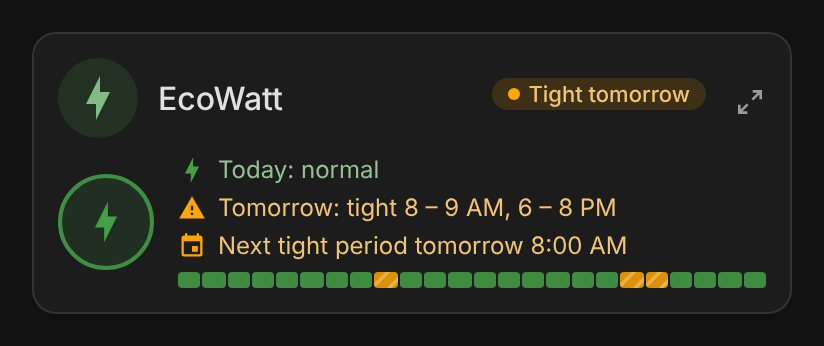 EcoWatt
Tight tomorrow
Today: normal
Tomorrow: tight 8 – 9 AM, 6 – 8 PM
Next tight period tomorrow 8:00 AM